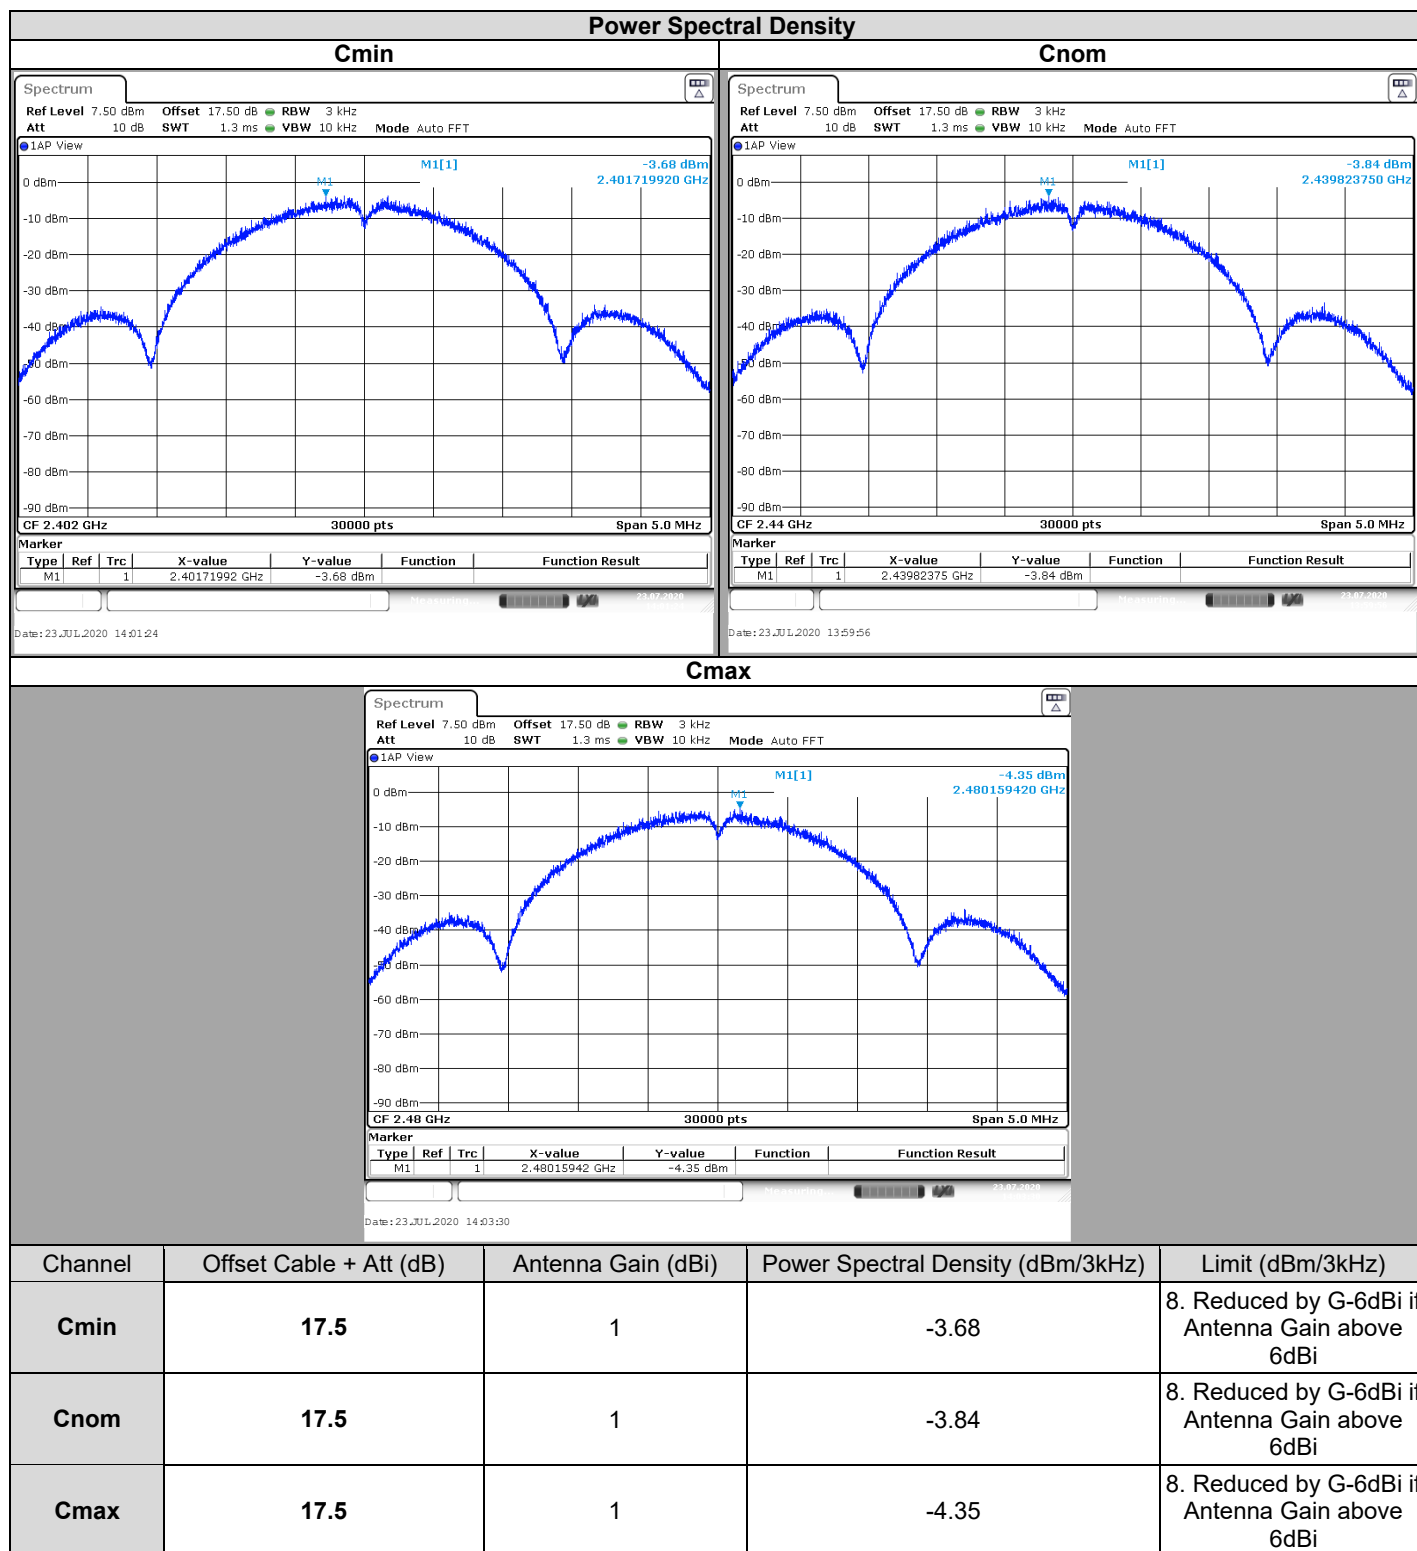 Power Spectral Density
Cmin
Cnom
Spectrum
Ref Level 7.50 dBm Offset 17.50 dB RBW 3 kHz
Att 10 dB SWT 1.3 ms VBW 10 kHz Mode Auto FFT
1AP View
M1[1] -3.68 dBm
2.401719920 GHz
M1
0 dBm
-10 dBm
-20 dBm
-30 dBm
-40 dBm
-50 dBm
-60 dBm
-70 dBm
-80 dBm
-90 dBm
CF 2.402 GHz 30000 pts Span 5.0 MHz
Marker
Type Ref Trc X-value Y-value Function Function Result
M1 1 2.40171992 GHz -3.68 dBm
Measuring... 23.07.2020
Date: 23.JUL.2020 14:01:24
Spectrum
Ref Level 7.50 dBm Offset 17.50 dB RBW 3 kHz
Att 10 dB SWT 1.3 ms VBW 10 kHz Mode Auto FFT
1AP View
M1[1] -3.84 dBm
2.439823750 GHz
M1
0 dBm
-10 dBm
-20 dBm
-30 dBm
-40 dBm
-50 dBm
-60 dBm
-70 dBm
-80 dBm
-90 dBm
CF 2.44 GHz 30000 pts Span 5.0 MHz
Marker
Type Ref Trc X-value Y-value Function Function Result
M1 1 2.43982375 GHz -3.84 dBm
Measuring... 23.07.2020
Date: 23.JUL.2020 13:59:56
Cmax
Spectrum
Ref Level 7.50 dBm Offset 17.50 dB RBW 3 kHz
Att 10 dB SWT 1.3 ms VBW 10 kHz Mode Auto FFT
1AP View
M1[1] -4.35 dBm
2.480159420 GHz
M1
0 dBm
-10 dBm
-20 dBm
-30 dBm
-40 dBm
-50 dBm
-60 dBm
-70 dBm
-80 dBm
-90 dBm
CF 2.48 GHz 30000 pts Span 5.0 MHz
Marker
Type Ref Trc X-value Y-value Function Function Result
M1 1 2.48015942 GHz -4.35 dBm
Measuring... 23.07.2020
Date: 23.JUL.2020 14:03:30
Channel Offset Cable + Att (dB) Antenna Gain (dBi) Power Spectral Density (dBm/3kHz) Limit (dBm/3kHz)
Cmin 17.5 1 -3.68 8. Reduced by G-6dBi if
Antenna Gain above
6dBi
Cnom 17.5 1 -3.84 8. Reduced by G-6dBi if
Antenna Gain above
6dBi
Cmax 17.5 1 -4.35 8. Reduced by G-6dBi if
Antenna Gain above
6dBi